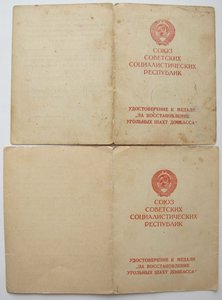 СОЮЗ
СОВЕТСКИХ
СОЦИАЛИСТИЧЕСКИХ
РЕСПУБЛИК
УДОСТОВЕРЕНИЕ К МЕДАЛИ
„ЗА ВОССТАНОВЛЕНИЕ
УГОЛЬНЫХ ШАХТ ДОНБАССА"
СОЮЗ
СОВЕТСКИХ
СОЦИАЛИСТИЧЕСКИХ
РЕСПУБЛИК
УДОСТОВЕРЕНИЕ К МЕДАЛИ
„ЗА ВОССТАНОВЛЕНИЕ
УГОЛЬНЫХ ШАХТ ДОНБАССА"